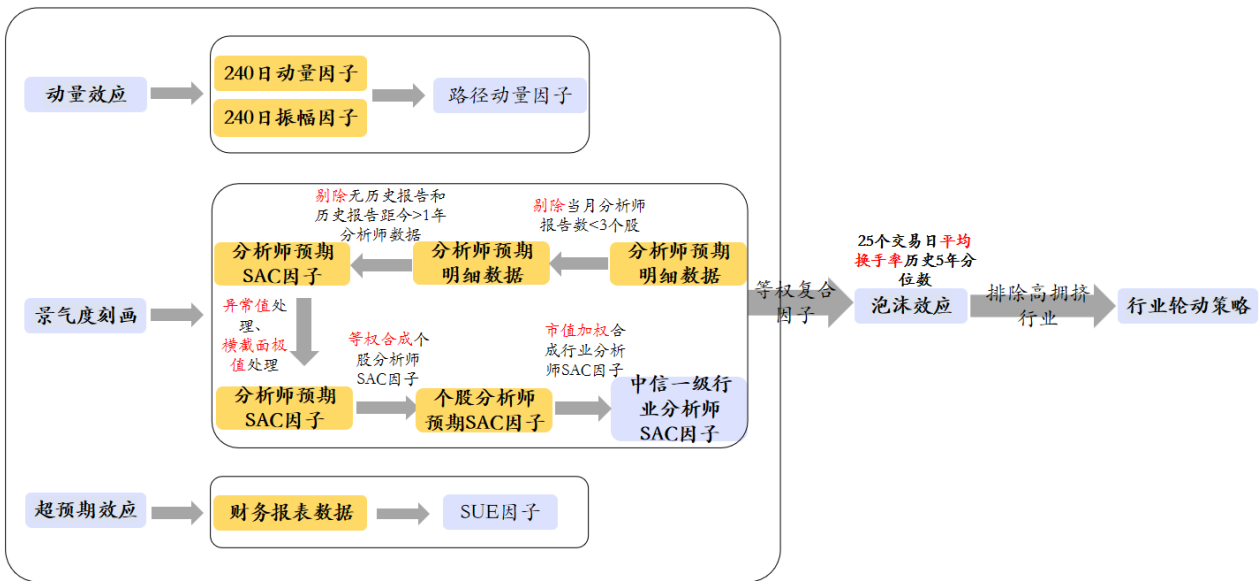 动量效应
240日动量因子
240日振幅因子
路径动量因子
景气度刻画
剔除无历史报告和
历史报告距今>1年
分析师数据
剔除当月分析师
报告数<3个股
分析师预期
SAC因子
分析师预期
明细数据
分析师预期
明细数据
异常值处
理、
横截面极
值处理
等权合成个
股分析师
SAC因子
市值加权合
成行业分析
师SAC因子
分析师预期
SAC因子
个股分析师
预期SAC因子
中信一级行
业分析师
SAC因子
超预期效应
财务报表数据
SUE因子
等权复合
因子
25个交易日平均
换手率历史5年分
位数
泡沫效应
排除高拥挤
行业
行业轮动策略